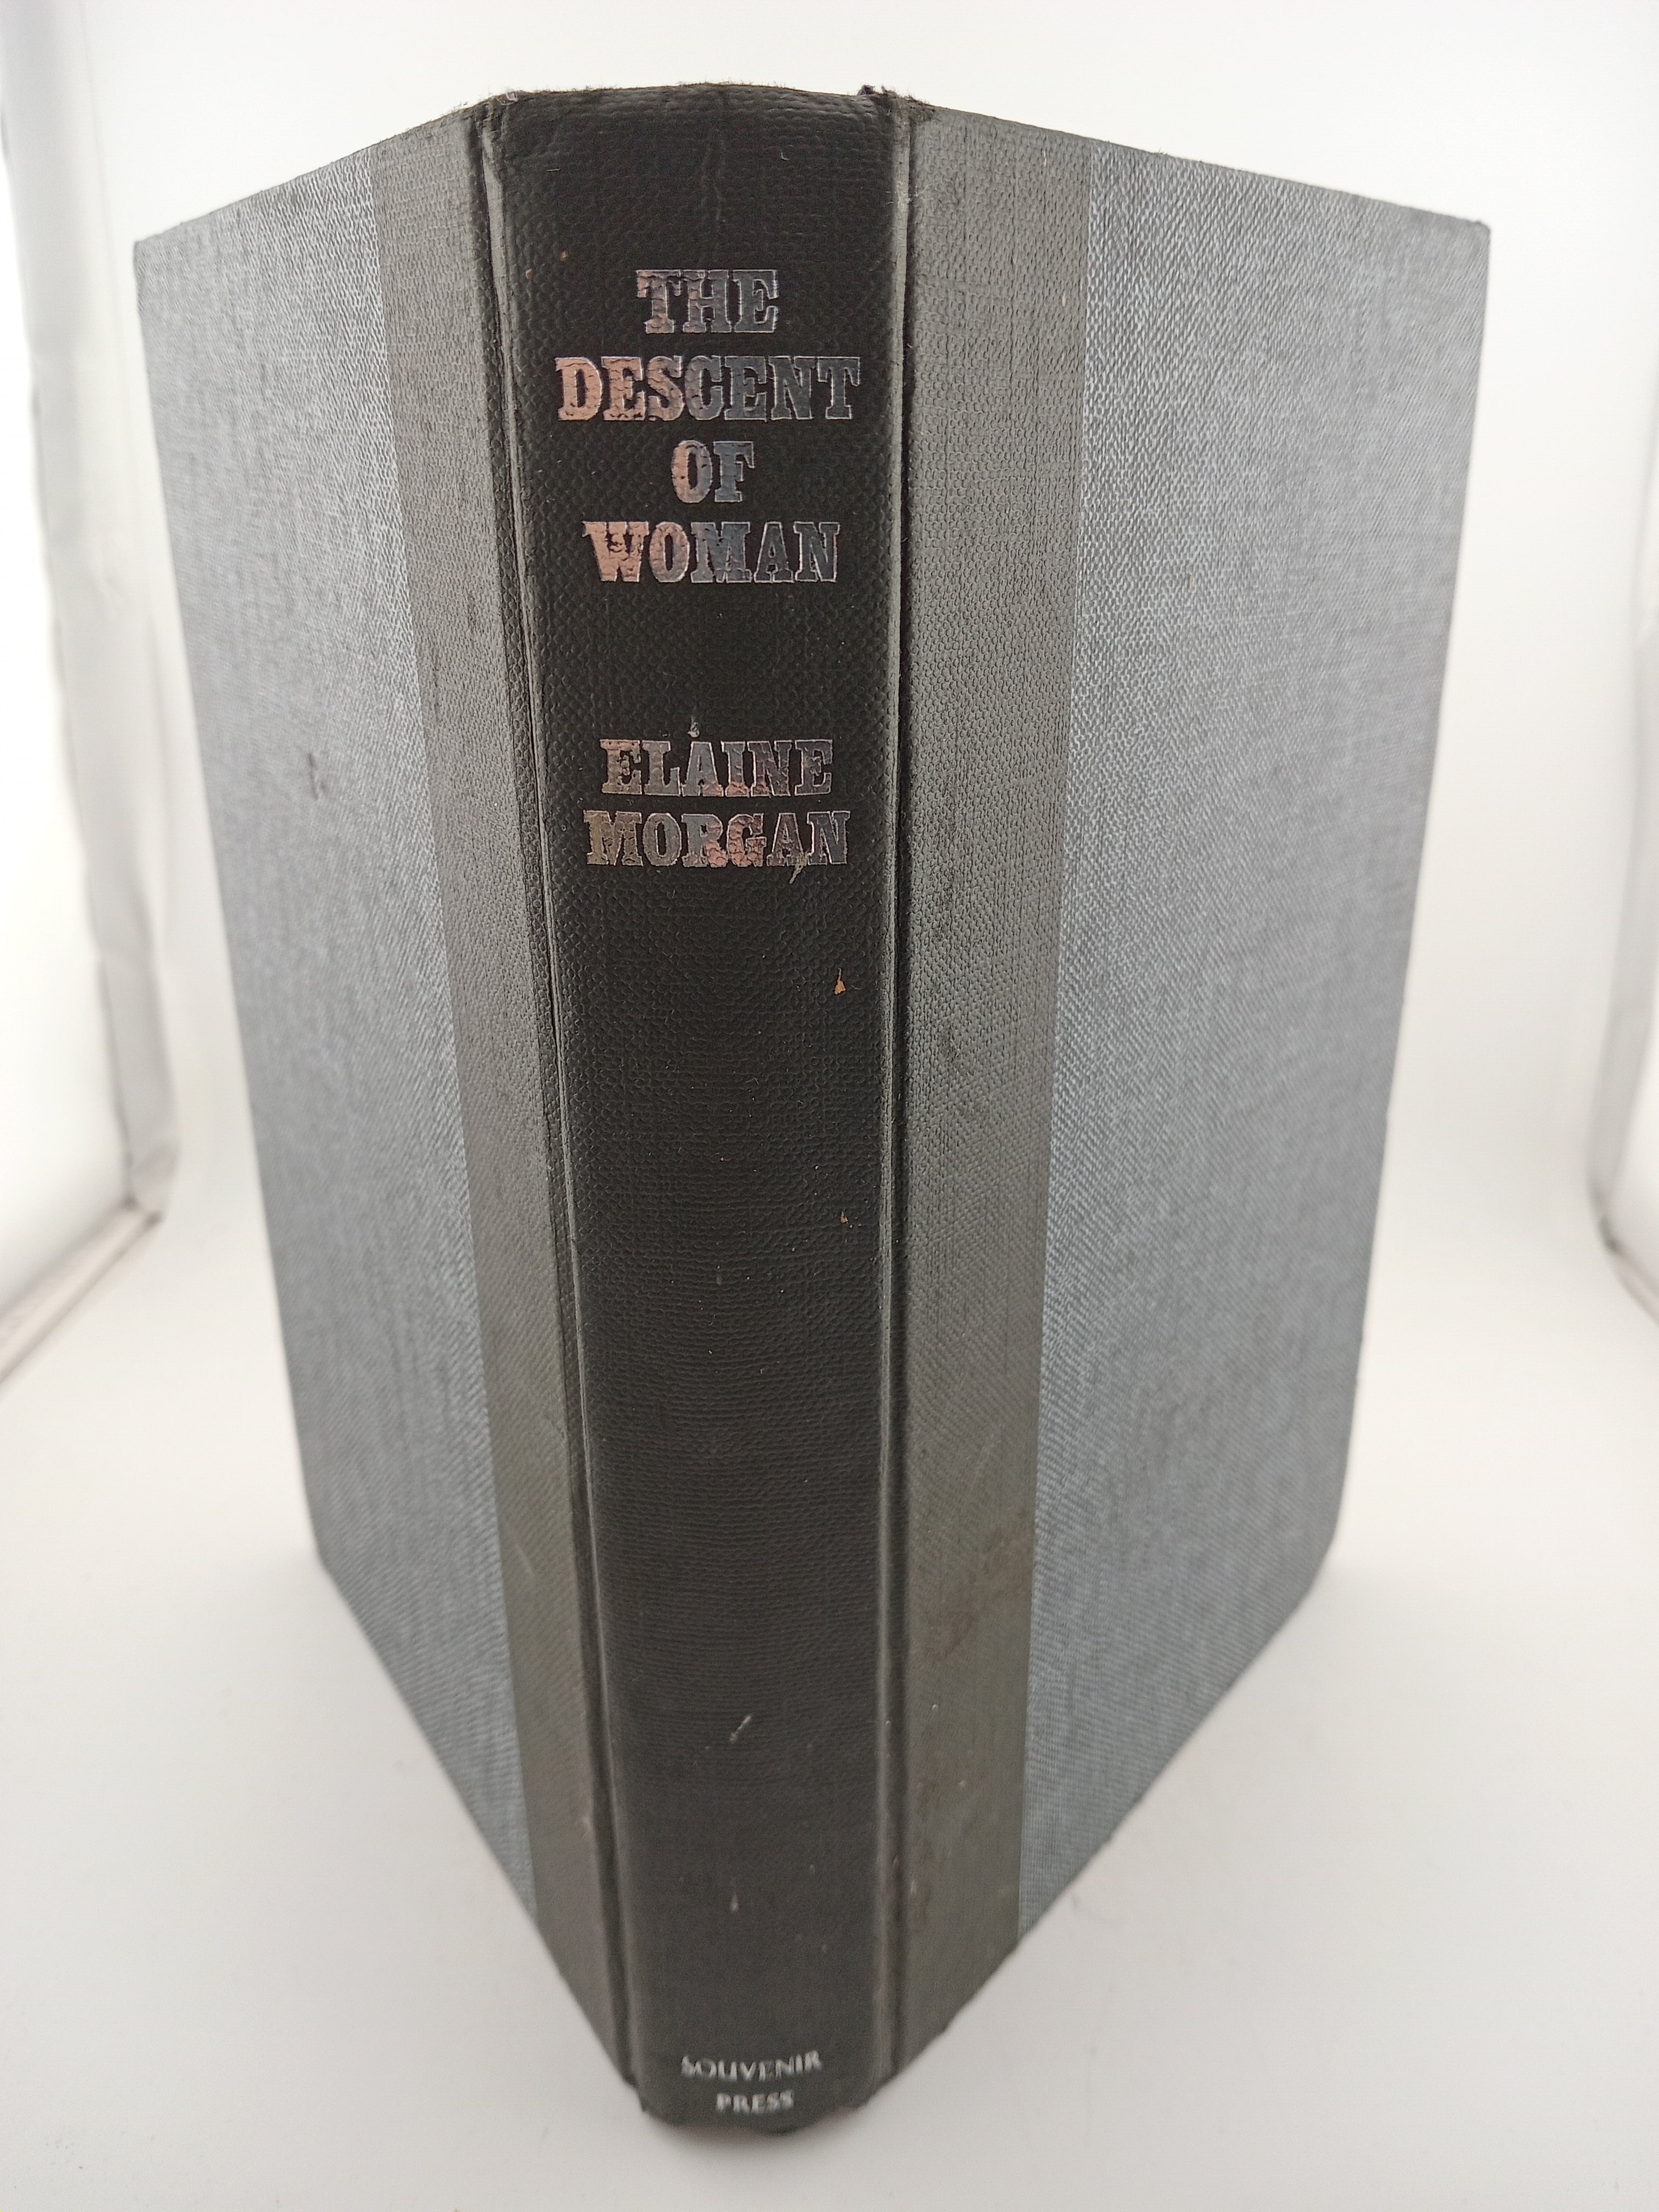 THE
DESCENT
OF
WOMAN
ELAINE
MORGAN
SOUVENIR
PRESS